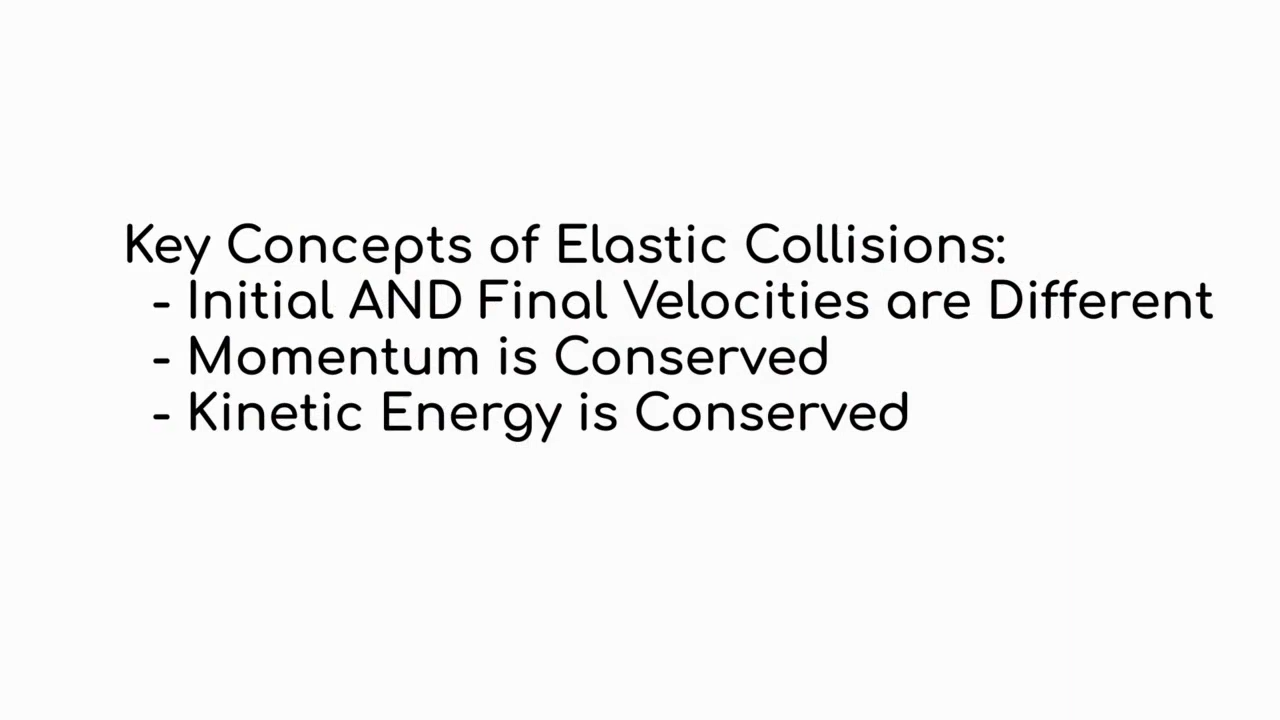 Key Concepts of Elastic Collisions:
- Initial AND Final Velocities are Different
- Momentum is Conserved
- Kinetic Energy is Conserved